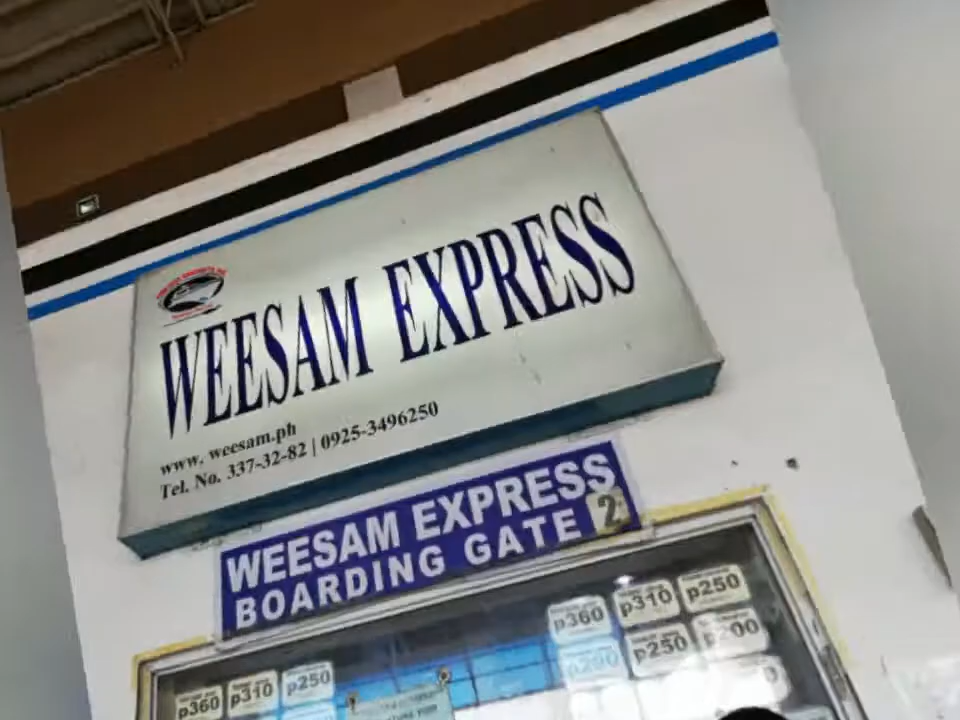 WEESAM EXPRESS
www. weesam.ph
Tel. No. 337-32-82 | 0925-3496250
WEESAM EXPRESS
BOARDING GATE 2
p360 p310 p250
p290 p250 p200
p360 p310 p250